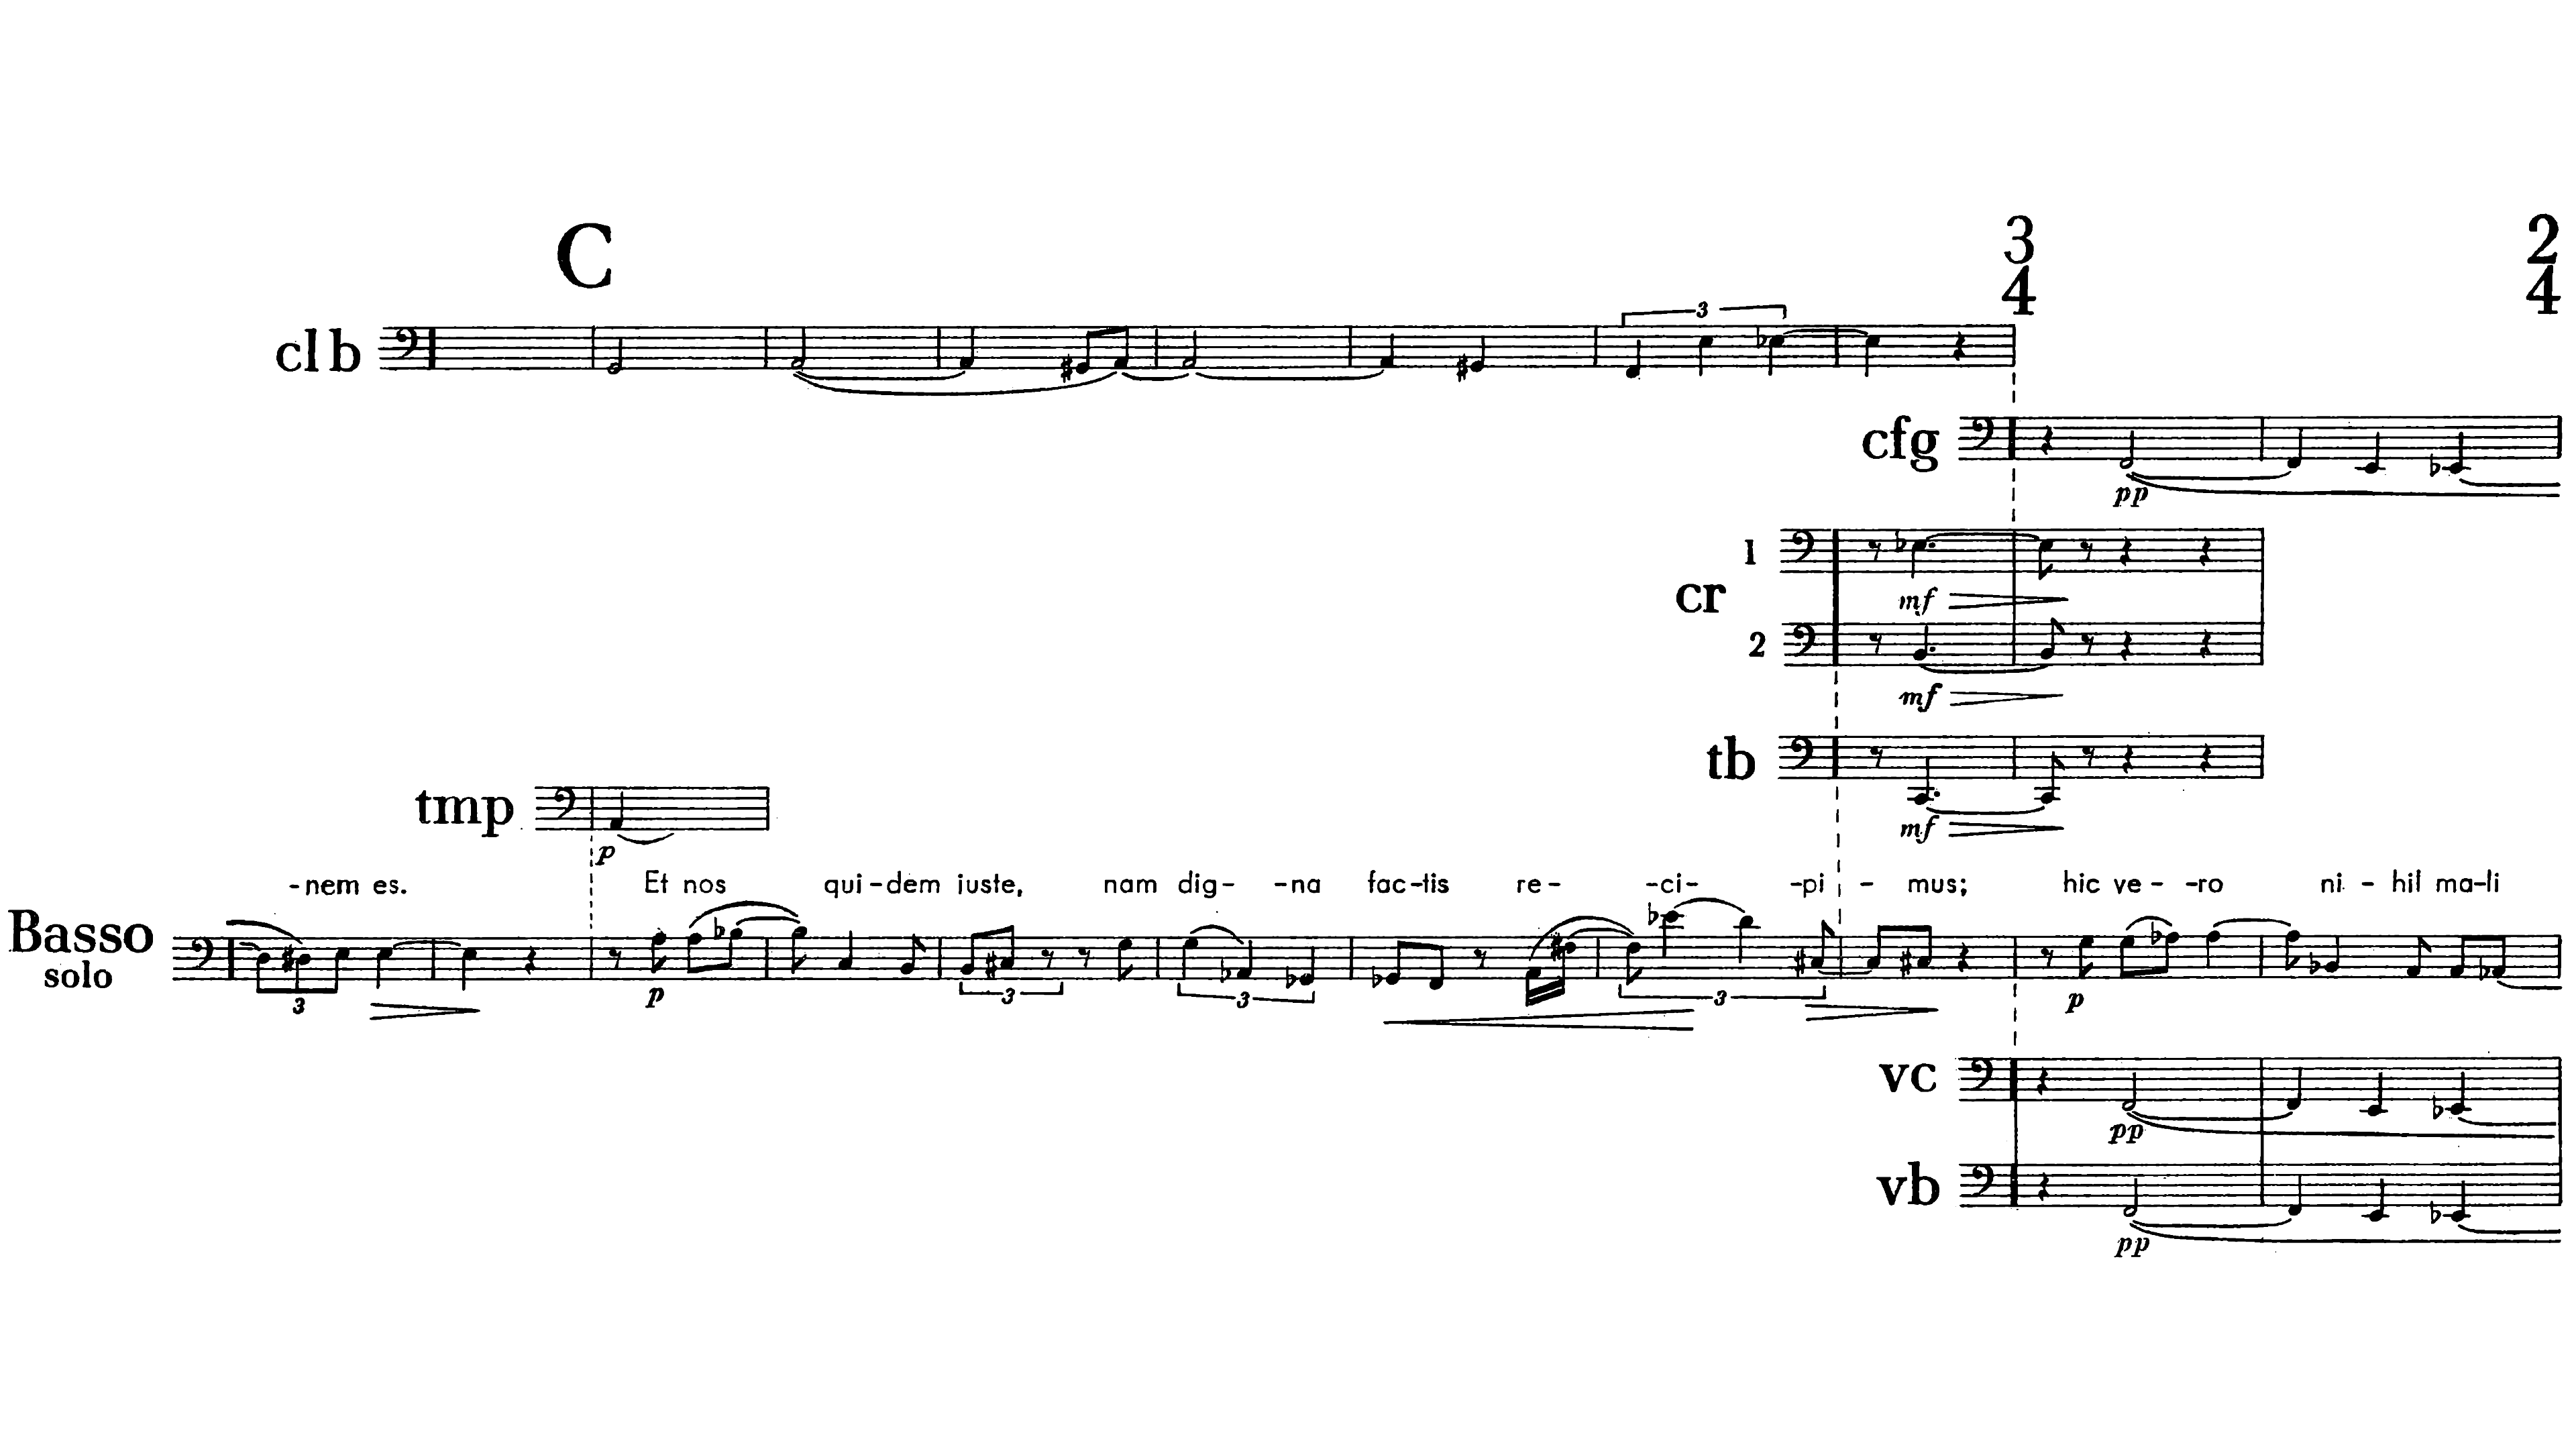 C 3 2
4 4
3
cl b
cfg
pp
1
cr
mf
2
mf
tb
mf
tmp
p
-nem es. Et nos qui-dem iuste, nam dig- -na fac-tis re- -ci- -pi - mus; hic ve- -ro ni - hil ma-li
Basso
solo
3 p 3 3 3 p
vc
pp
vb
pp